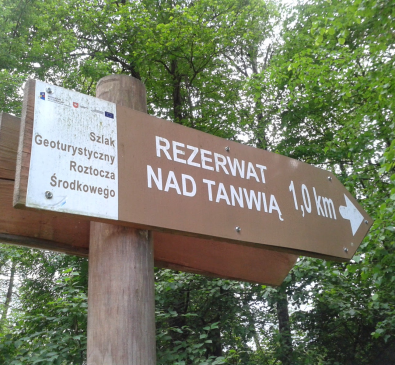 Szlak
Geoturystyczny
Roztocza
Środkowego
REZERWAT
NAD TANWIĄ
1,0 km